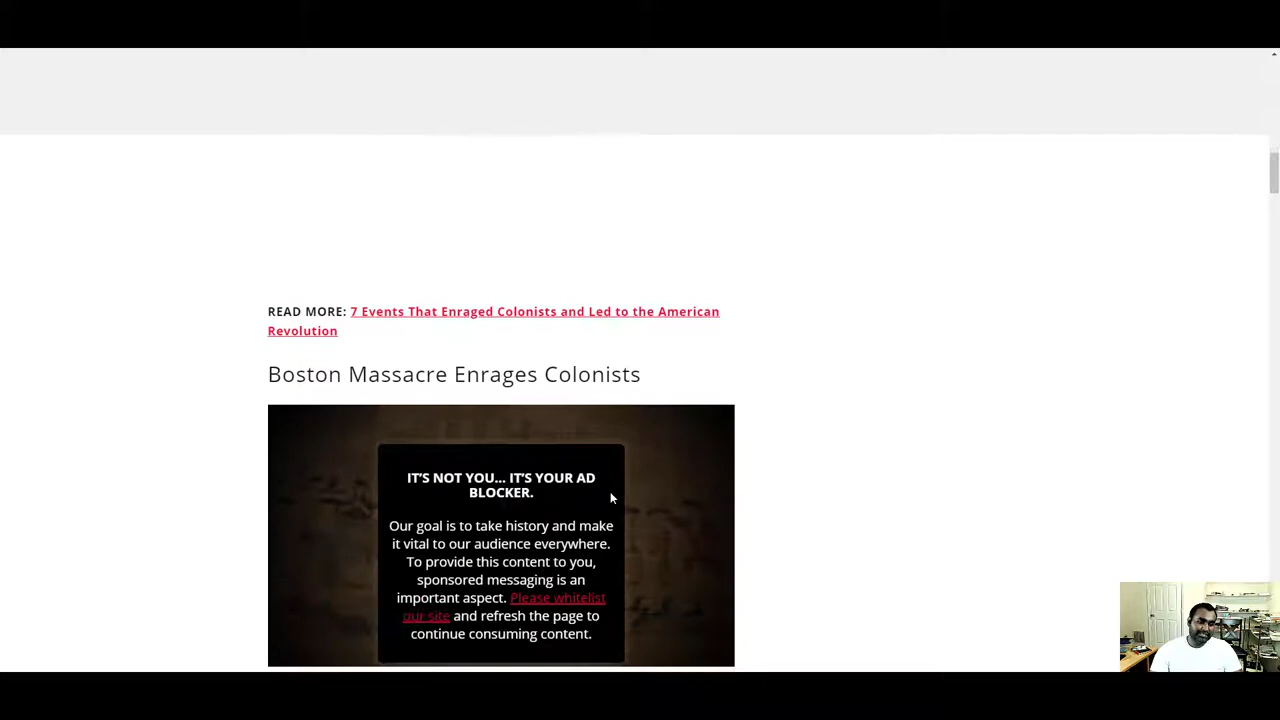 READ MORE: 7 Events That Enraged Colonists and Led to the American
Revolution
Boston Massacre Enrages Colonists
IT'S NOT YOU... IT'S YOUR AD
BLOCKER.
Our goal is to take history and make
it vital to our audience everywhere.
To provide this content to you,
sponsored messaging is an
important aspect. Please whitelist
our site and refresh the page to
continue consuming content.